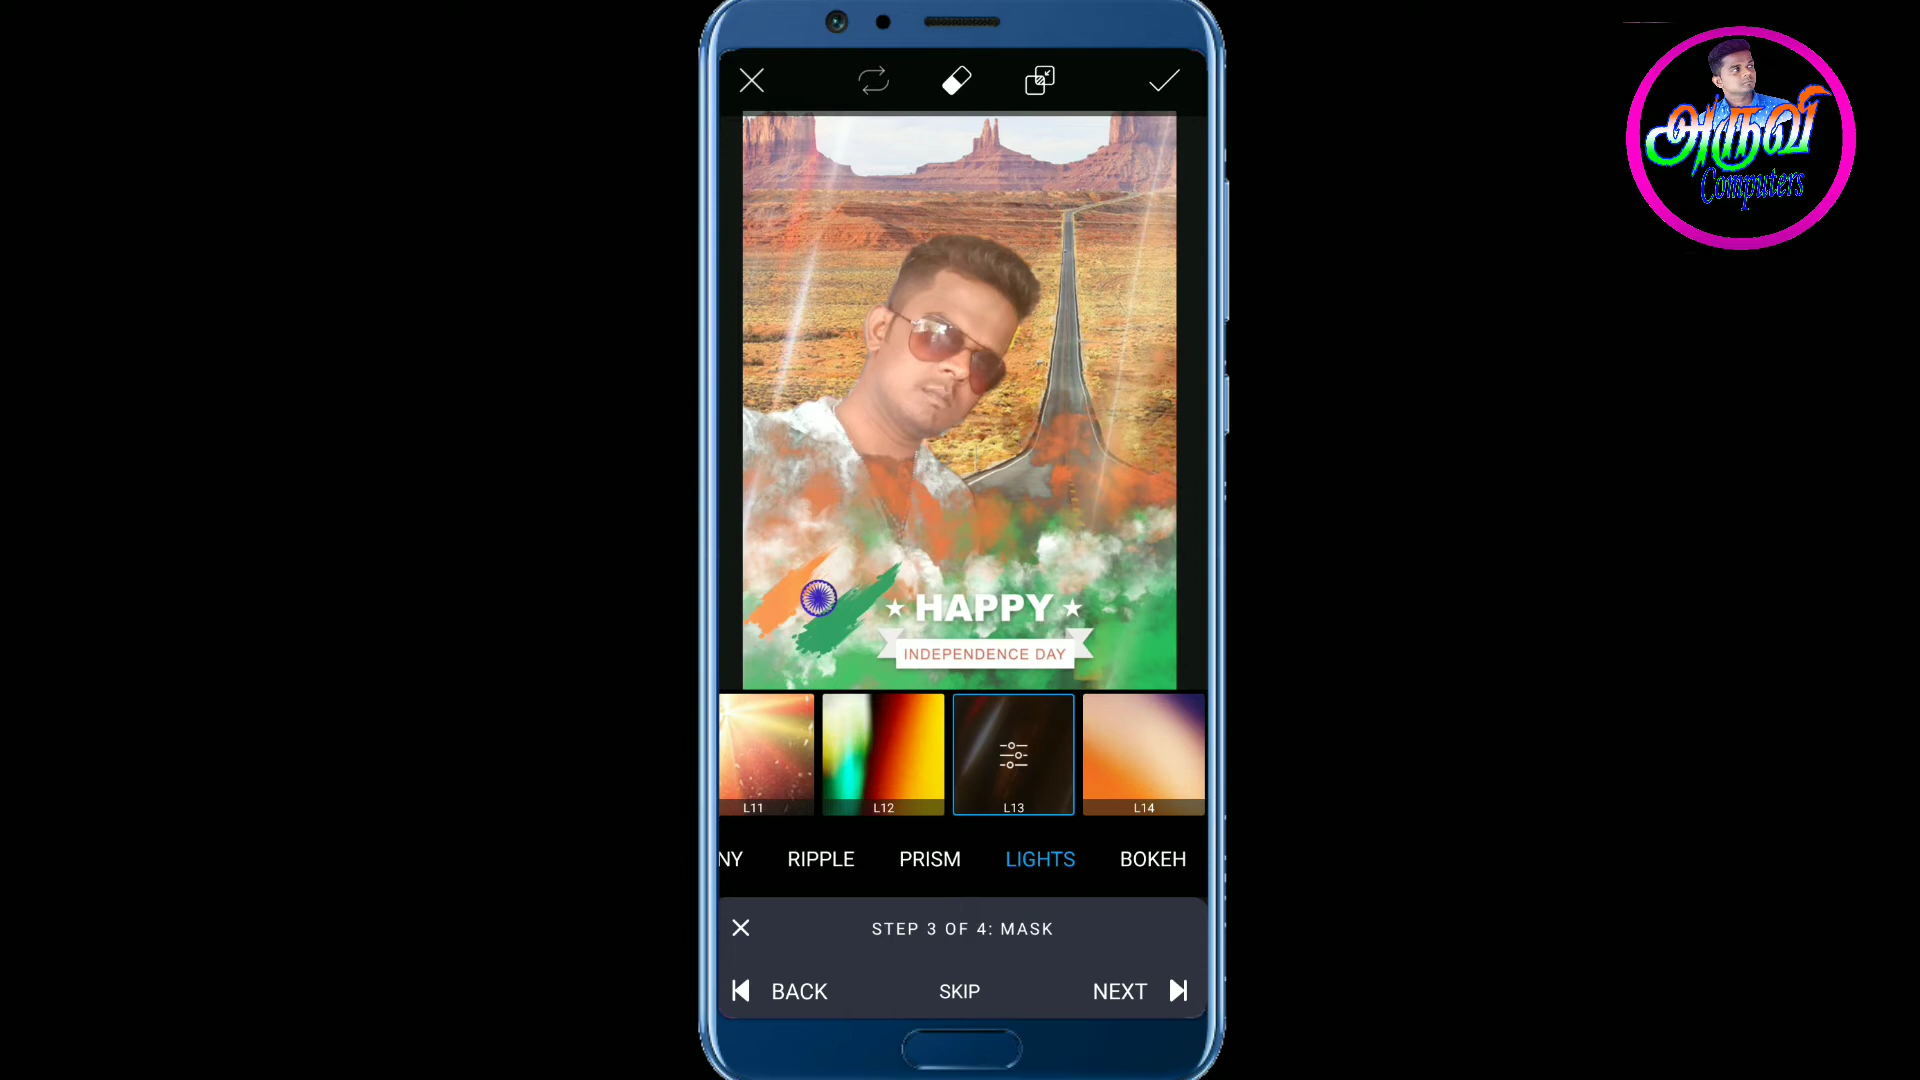 அருவி
Computers
HAPPY
INDEPENDENCE DAY
L11
L12
L13
L14
NY
RIPPLE
PRISM
LIGHTS
BOKEH
STEP 3 OF 4: MASK
BACK
SKIP
NEXT